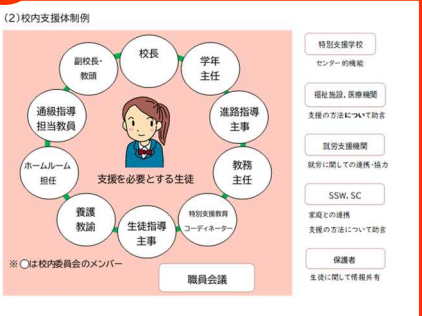 (2)校内支援体制例
校長
副校長・
教頭
学年
主任
通級指導
担当教員
進路指導
主事
ホームルーム
担任
支援を必要とする生徒
教務
主任
養護
教諭
生徒指導
主事
特別支援教育
コーディネーター
※○は校内委員会のメンバー
職員会議
特別支援学校
センター的機能
福祉施設,医療機関
支援の方法について助言
就労支援機関
就労に関しての連携・協力
SSW,SC
家庭との連携
支援の方法について助言
保護者
生徒に関して情報共有